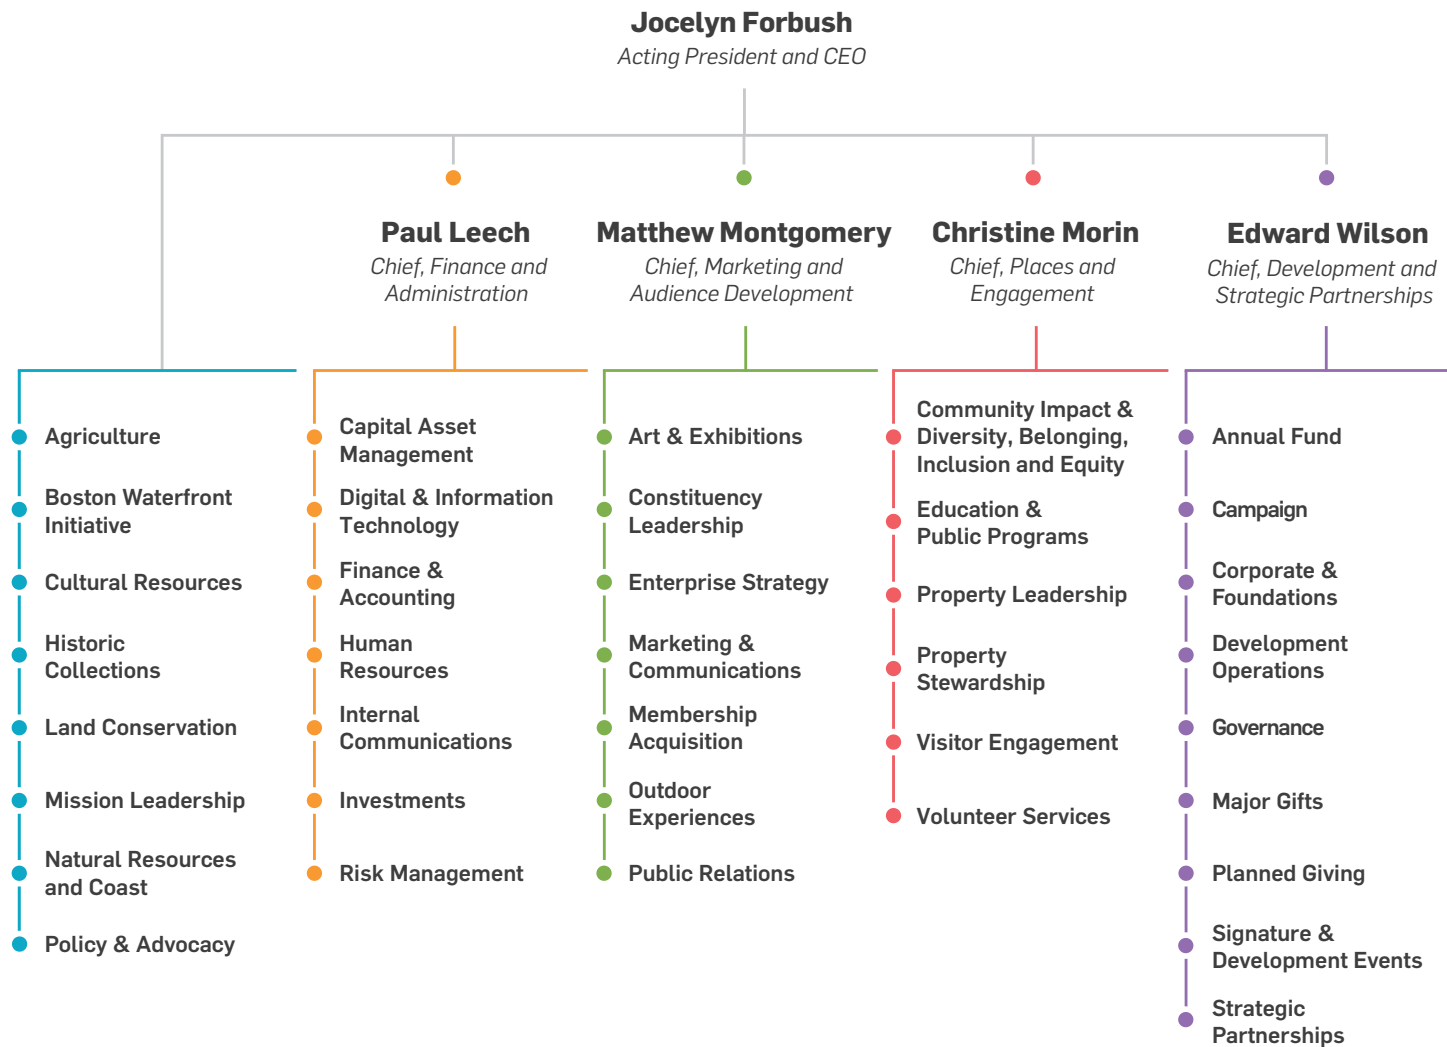 Jocelyn Forbush
Acting President and CEO
Paul Leech
Chief, Finance and
Administration
Matthew Montgomery
Chief, Marketing and
Audience Development
Christine Morin
Chief, Places and
Engagement
Edward Wilson
Chief, Development and
Strategic Partnerships
Agriculture
Boston Waterfront
Initiative
Cultural Resources
Historic
Collections
Land Conservation
Mission Leadership
Natural Resources
and Coast
Policy & Advocacy
Capital Asset
Management
Digital & Information
Technology
Finance &
Accounting
Human
Resources
Internal
Communications
Investments
Risk Management
Art & Exhibitions
Constituency
Leadership
Enterprise Strategy
Marketing &
Communications
Membership
Acquisition
Outdoor
Experiences
Public Relations
Community Impact &
Diversity, Belonging,
Inclusion and Equity
Education &
Public Programs
Property Leadership
Property
Stewardship
Visitor Engagement
Volunteer Services
Annual Fund
Campaign
Corporate &
Foundations
Development
Operations
Governance
Major Gifts
Planned Giving
Signature &
Development Events
Strategic
Partnerships